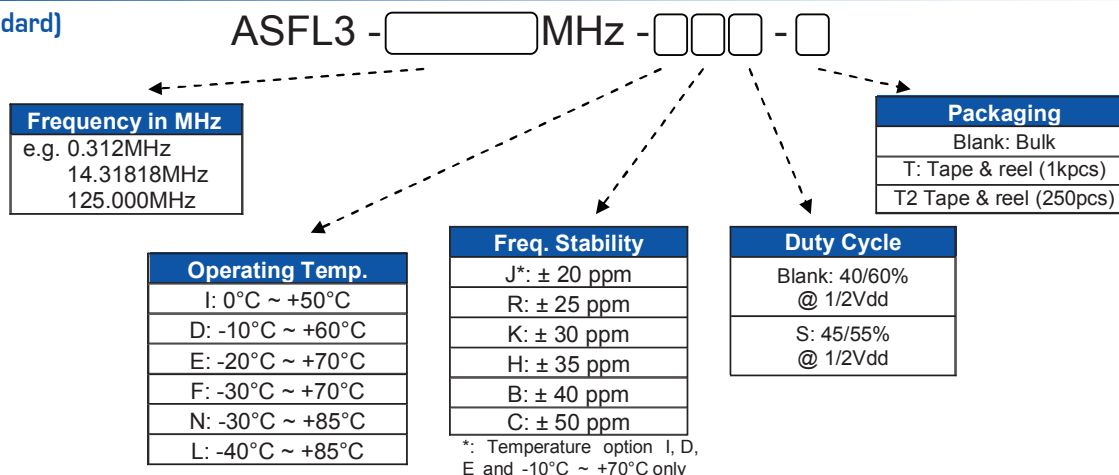 dard)
ASFL3 - MHz - -
Frequency in MHz
e.g. 0.312MHz
14.31818MHz
125.000MHz
Packaging
Blank: Bulk
T: Tape & reel (1kpcs)
T2 Tape & reel (250pcs)
Operating Temp.
I: 0°C ~ +50°C
D: -10°C ~ +60°C
E: -20°C ~ +70°C
F: -30°C ~ +70°C
N: -30°C ~ +85°C
L: -40°C ~ +85°C
Freq. Stability
J*: ± 20 ppm
R: ± 25 ppm
K: ± 30 ppm
H: ± 35 ppm
B: ± 40 ppm
C: ± 50 ppm
*: Temperature option I, D,
E and -10°C ~ +70°C only
Duty Cycle
Blank: 40/60%
@ 1/2Vdd
S: 45/55%
@ 1/2Vdd